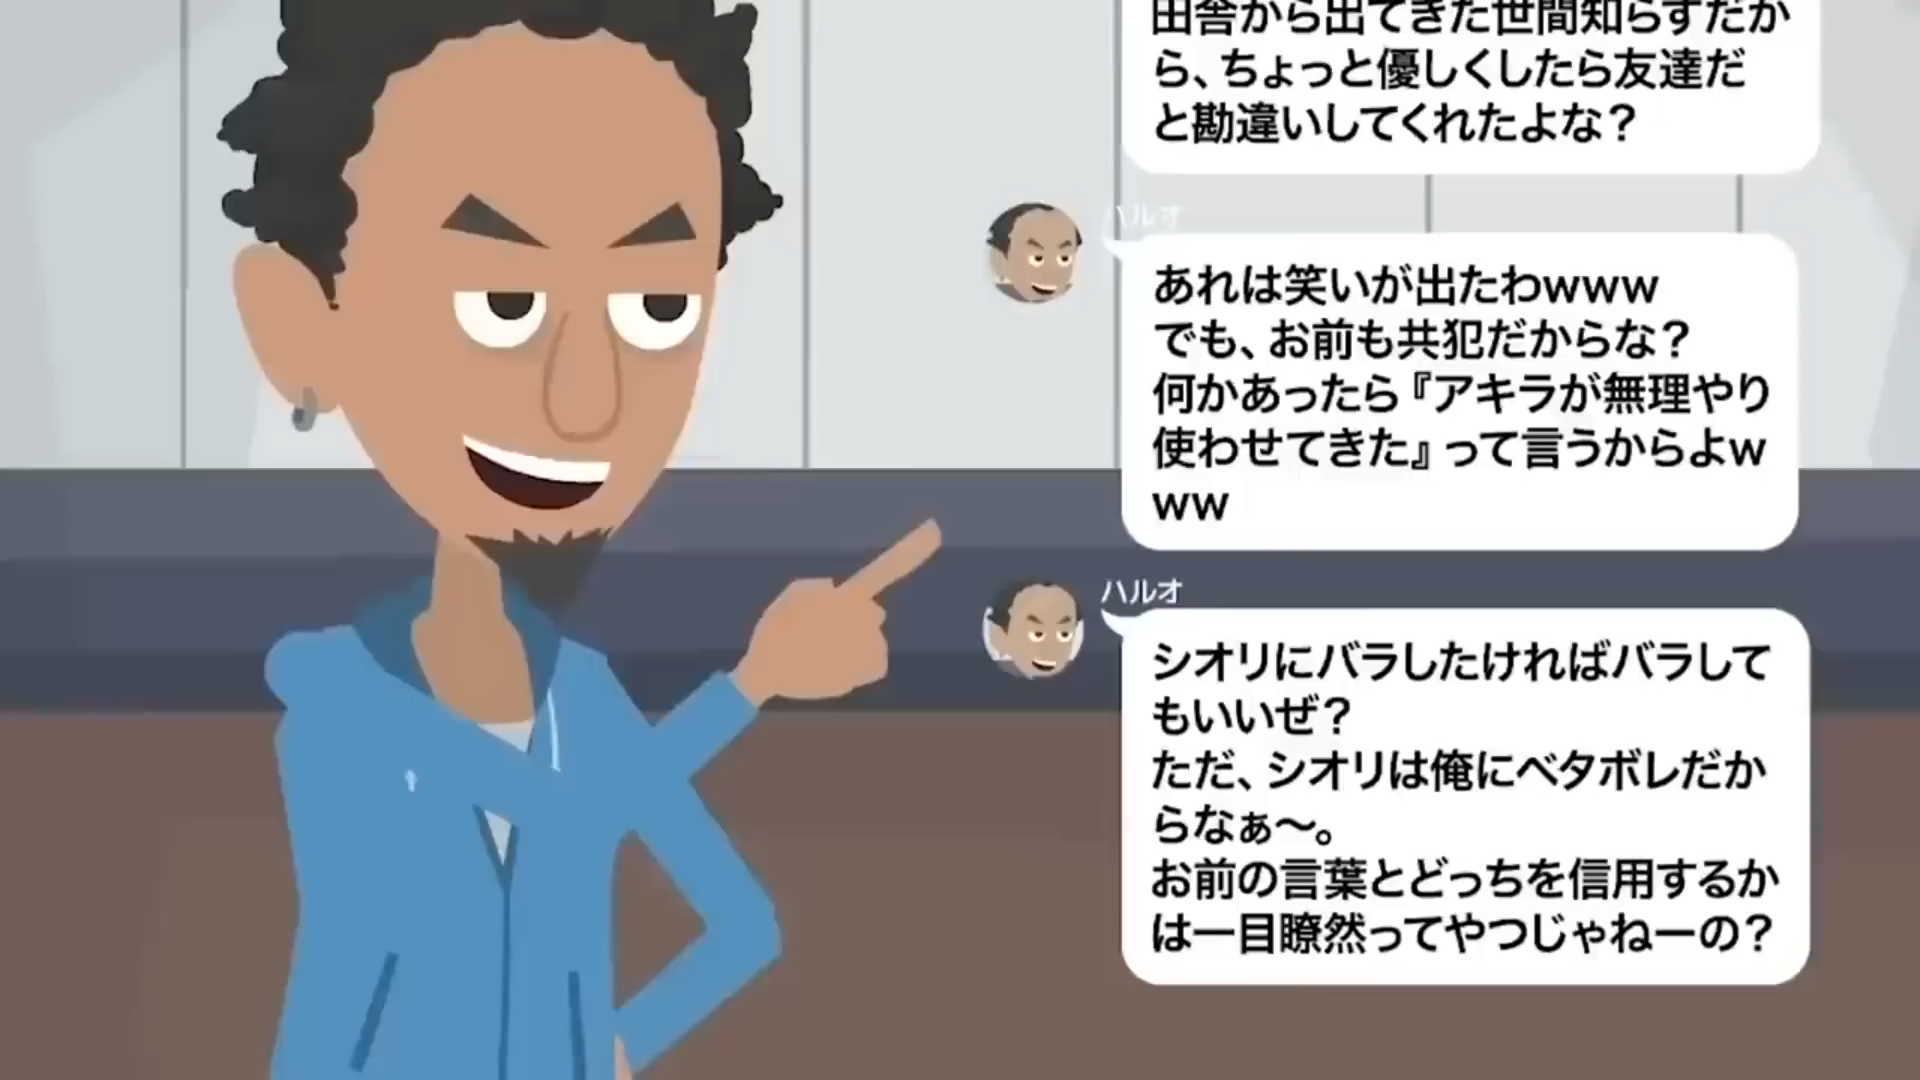 田舎から出てきた世間知らずだか
ら、ちょっと優しくしたら友達だ
と勘違いしてくれたよな？
ハルオ
あれは笑いが出たわwww
でも、お前も共犯だからな？
何かあったら『アキラが無理やり
使わせてきた』って言うからよw
ww
ハルオ
シオリにバラしたければバラして
もいいぜ？
ただ、シオリは俺にベタボレだか
らなぁ〜。
お前の言葉とどっちを信用するか
は一目瞭然ってやつじゃねーの？